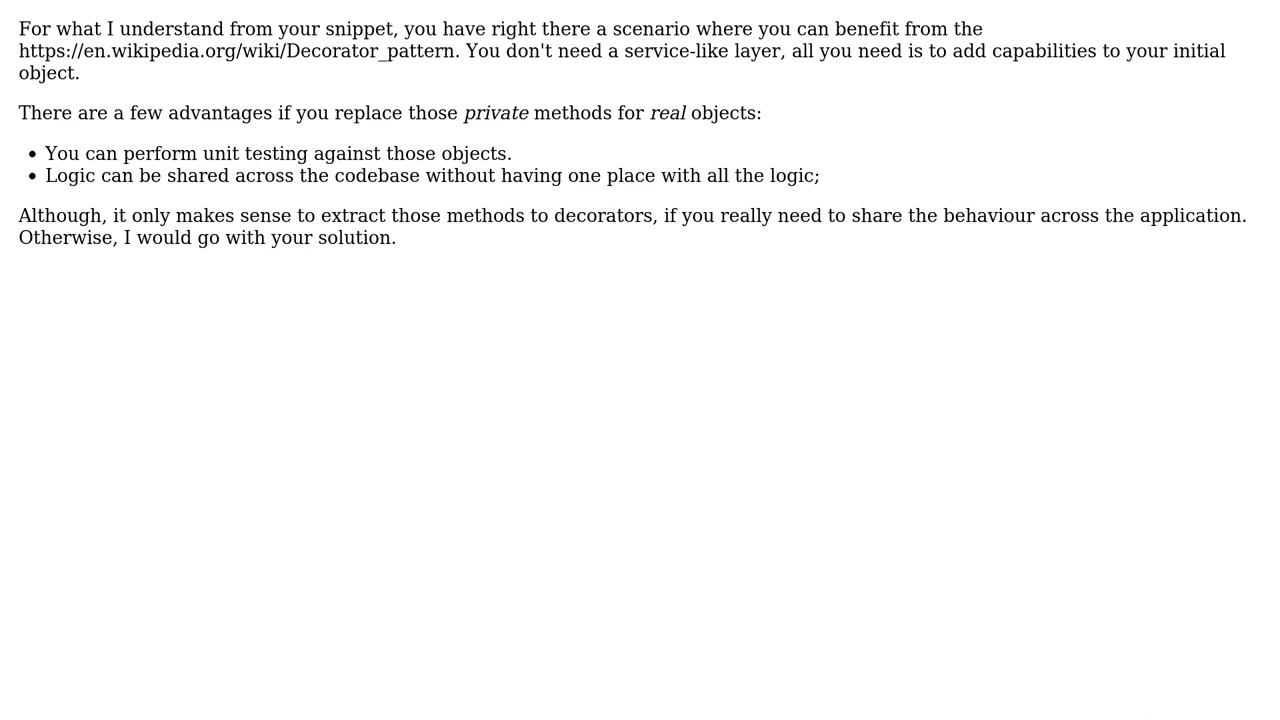 For what I understand from your snippet, you have right there a scenario where you can benefit from the
https://en.wikipedia.org/wiki/Decorator_pattern. You don't need a service-like layer, all you need is to add capabilities to your initial
object.
There are a few advantages if you replace those private methods for real objects:
• You can perform unit testing against those objects.
• Logic can be shared across the codebase without having one place with all the logic;
Although, it only makes sense to extract those methods to decorators, if you really need to share the behaviour across the application.
Otherwise, I would go with your solution.